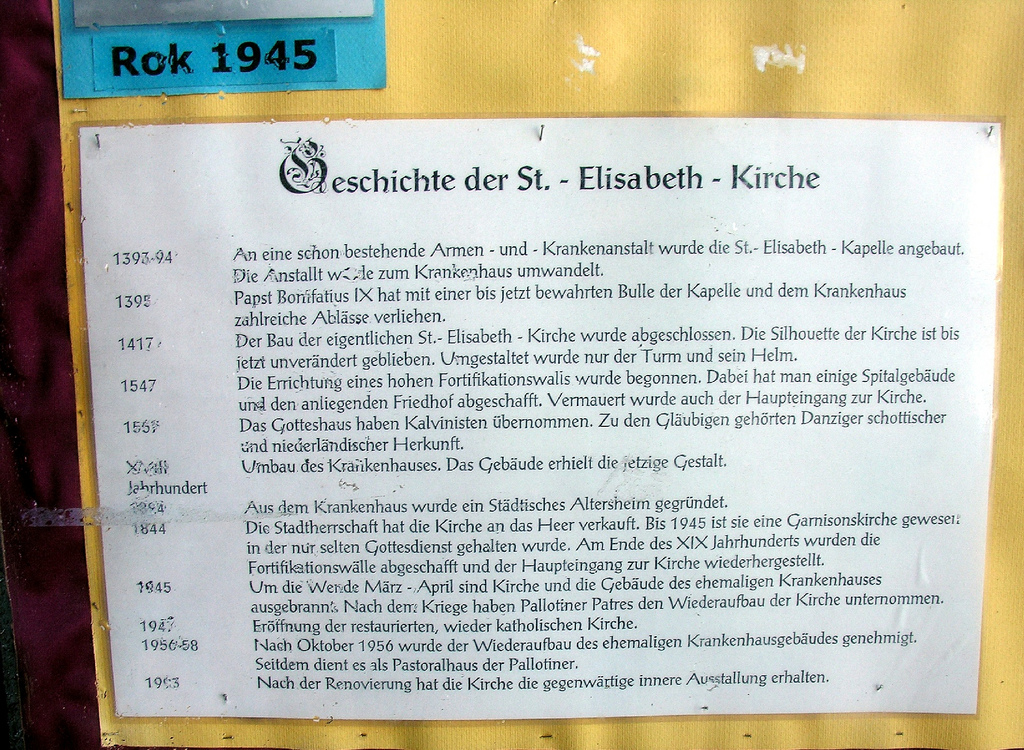 Rok 1945
Geschichte der St. - Elisabeth - Kirche
1393-94 An eine schon bestehende Armen - und - Krankenanstalt wurde die St.- Elisabeth - Kapelle angebaut.
Die Anstallt wurde zum Krankenhaus umwandelt.
1395 Papst Bonifatius IX hat mit einer bis jetzt bewahrten Bulle der Kapelle und dem Krankenhaus
zahlreiche Ablässe verliehen.
1417 Der Bau der eigentlichen St.- Elisabeth - Kirche wurde abgeschlossen. Die Silhouette der Kirche ist bis
jetzt unverändert geblieben. Umgestaltet wurde nur der Turm und sein Helm.
1547 Die Errichtung eines hohen Fortifikationswalis wurde begonnen. Dabei hat man einige Spitalgebäude
und den anliegenden Friedhof abgeschafft. Vermauert wurde auch der Haupteingang zur Kirche.
Das Gotteshaus haben Kalvinisten übernommen. Zu den Gläubigen gehörten Danziger schottischer
und niederländischer Herkunft.
Umbau des Krankenhauses. Das Gebäude erhielt die jetzige Gestalt.
Jahrhundert
Aus dem Krankenhaus wurde ein Städtisches Altersheim gegründet.
1844 Die Stadtherrschaft hat die Kirche an das Heer verkauft. Bis 1945 ist sie eine Garnisonskirche gewesen
in der nur selten Gottesdienst gehalten wurde. Am Ende des XIX Jahrhunderts wurden die
Fortifikationswälle abgeschafft und der Haupteingang zur Kirche wiederhergestellt.
1945 Um die Wende März - April sind Kirche und die Gebäude des ehemaligen Krankenhauses
ausgebrannt. Nach dem Kriege haben Pallotiner Patres den Wiederaufbau der Kirche unternommen.
1947 Eröffnung der restaurierten, wieder katholischen Kirche.
1956-58 Nach Oktober 1956 wurde der Wiederaufbau des ehemaligen Krankenhausgebäudes genehmigt.
Seitdem dient es als Pastoralhaus der Pallotiner.
Nach der Renovierung hat die Kirche die gegenwärtige innere Ausstallung erhalten.